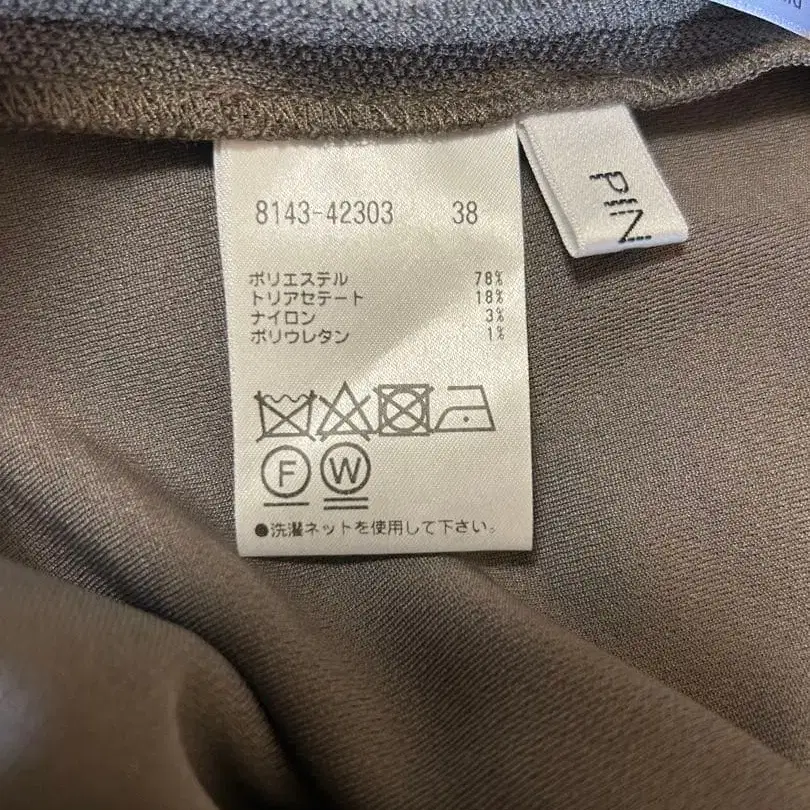 8143-42303 38
ポリエステル 78%
トリアセテート 18%
ナイロン 3%
ポリウレタン 1%
F W
●洗濯ネットを使用して下さい。
PIN